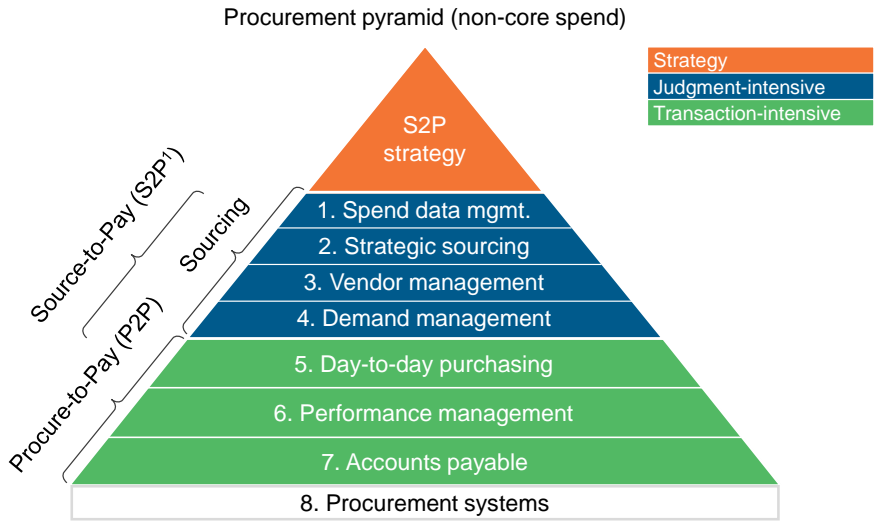 Procurement pyramid (non-core spend)
Strategy
Judgment-intensive
Transaction-intensive
S2P
strategy
Source-to-Pay (S2P¹)
Sourcing
1. Spend data mgmt.
2. Strategic sourcing
3. Vendor management
4. Demand management
Procure-to-Pay (P2P)
5. Day-to-day purchasing
6. Performance management
7. Accounts payable
8. Procurement systems